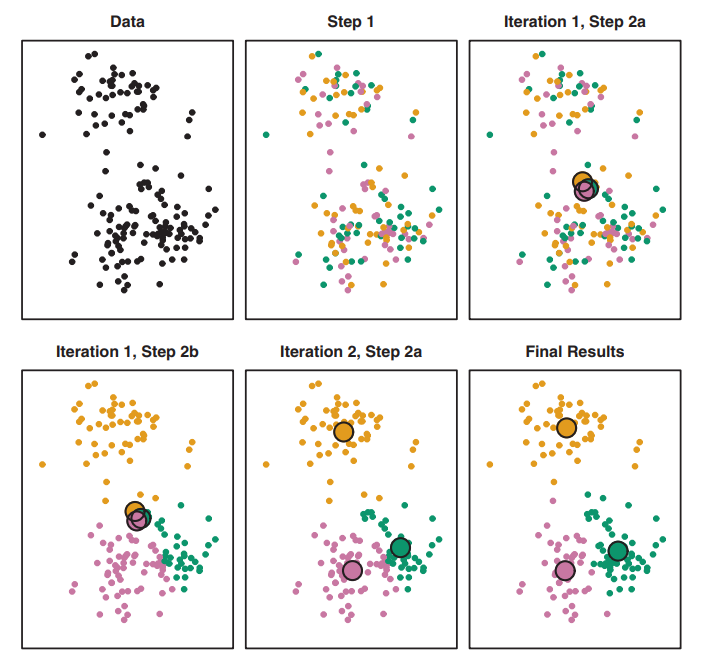 Data
Step 1
Iteration 1, Step 2a
Iteration 1, Step 2b
Iteration 2, Step 2a
Final Results